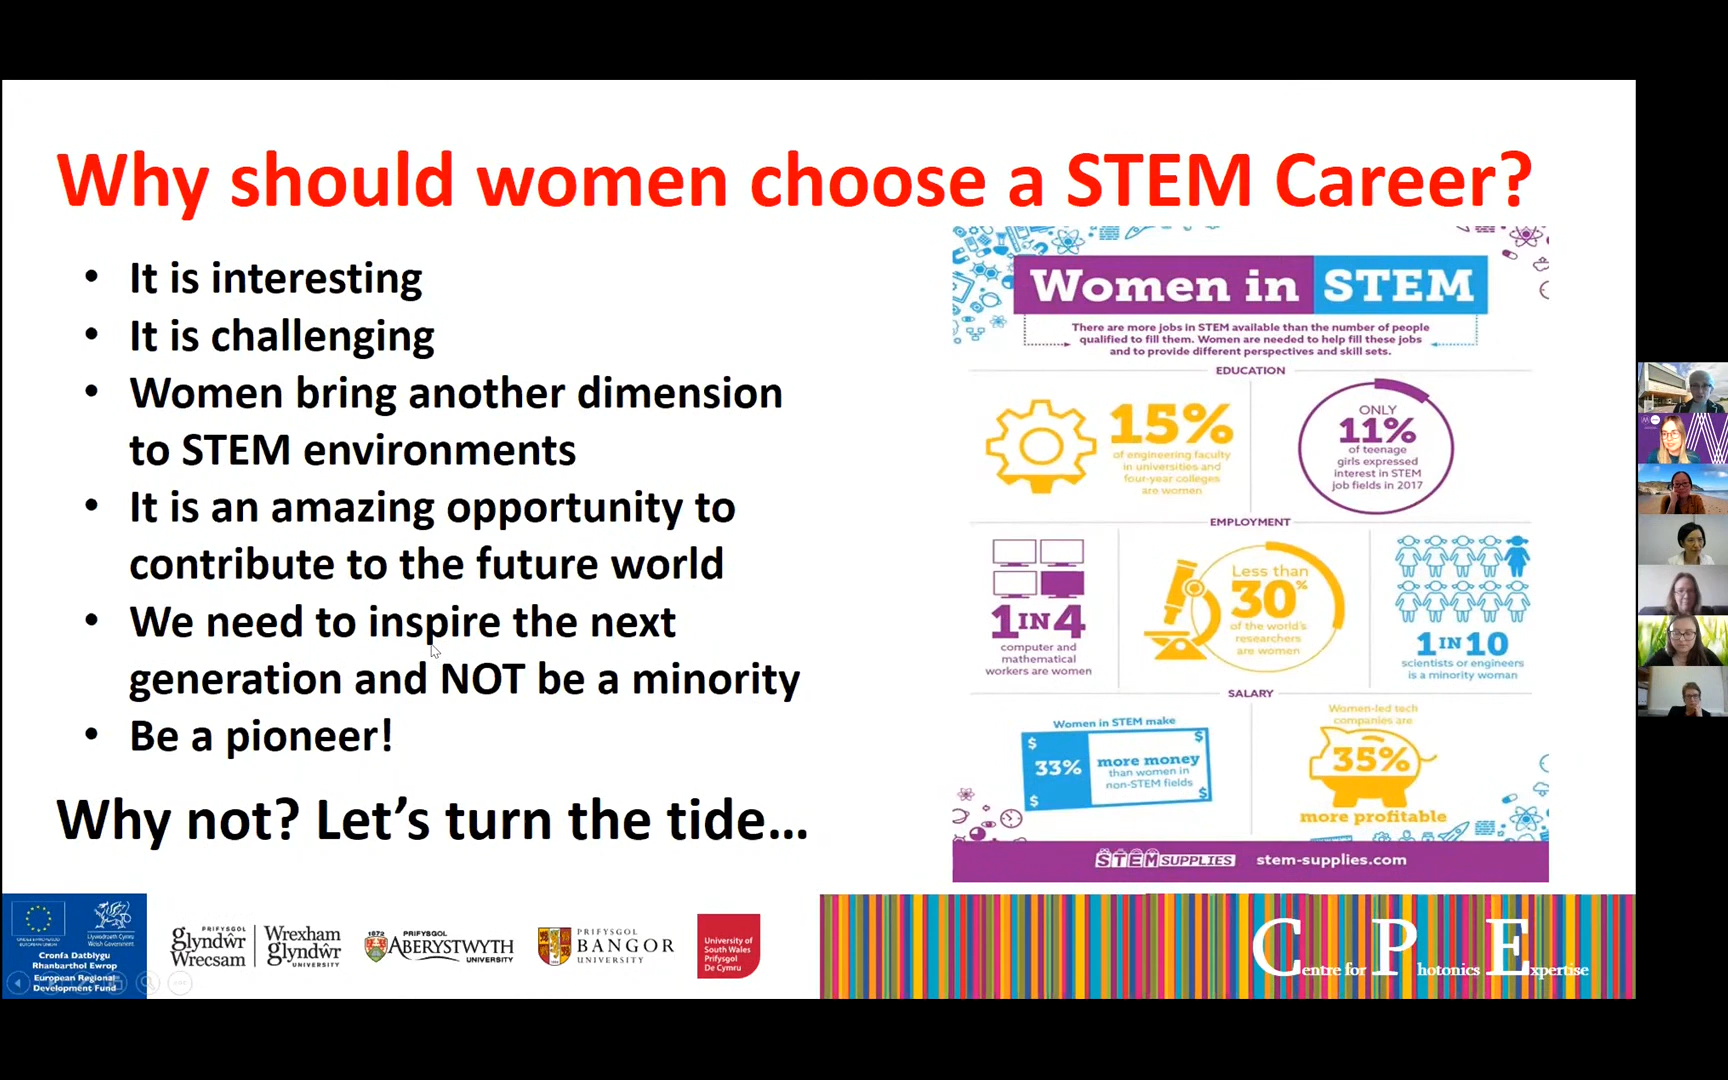 Why should women choose a STEM Career?
• It is interesting
• It is challenging
• Women bring another dimension
to STEM environments
• It is an amazing opportunity to
contribute to the future world
• We need to inspire the next
generation and NOT be a minority
• Be a pioneer!
Why not? Let's turn the tide...
Women in STEM
There are more jobs in STEM available than the number of people
qualified to fill them. Women are needed to help fill these jobs
and to provide different perspectives and skill sets.
EDUCATION
15%
of engineering faculty
in universities and
four-year colleges
are women
ONLY
11%
of teenage
girls expressed
interest in STEM
job fields in 2017
EMPLOYMENT
1 IN 4
computer and
mathematical
workers are women
Less than
30%
of the world's
researchers
are women
1 IN 10
scientists or engineers
is a minority woman
SALARY
Women in STEM make
$ $
33% more money
than women in
non-STEM fields
$ $
Women-led tech
companies are
35%
more profitable
STEM SUPPLIES stem-supplies.com
Cronfa Datblygu
Rhanbarthol Ewrop
European Regional
Development Fund
PRIFYSGOL
glyndŵr
Wrecsam
Wrexham
glyndŵr
UNIVERSITY
1872
PRIFYSGOL
ABERYSTWYTH
UNIVERSITY
PRIFYSGOL
BANGOR
UNIVERSITY
University of
South Wales
Prifysgol
De Cymru
Centre for Photonics Expertise